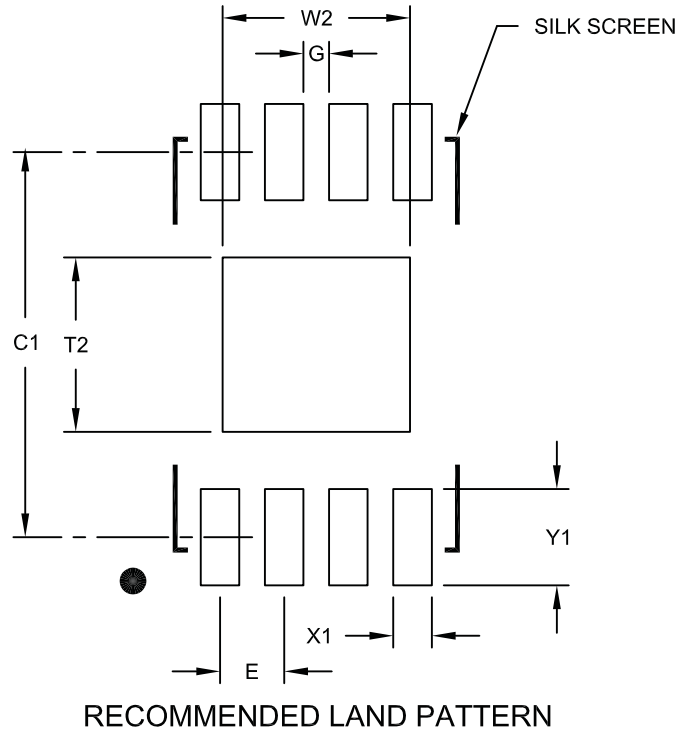 W2
SILK SCREEN
G
C1
T2
Y1
X1
E
RECOMMENDED LAND PATTERN